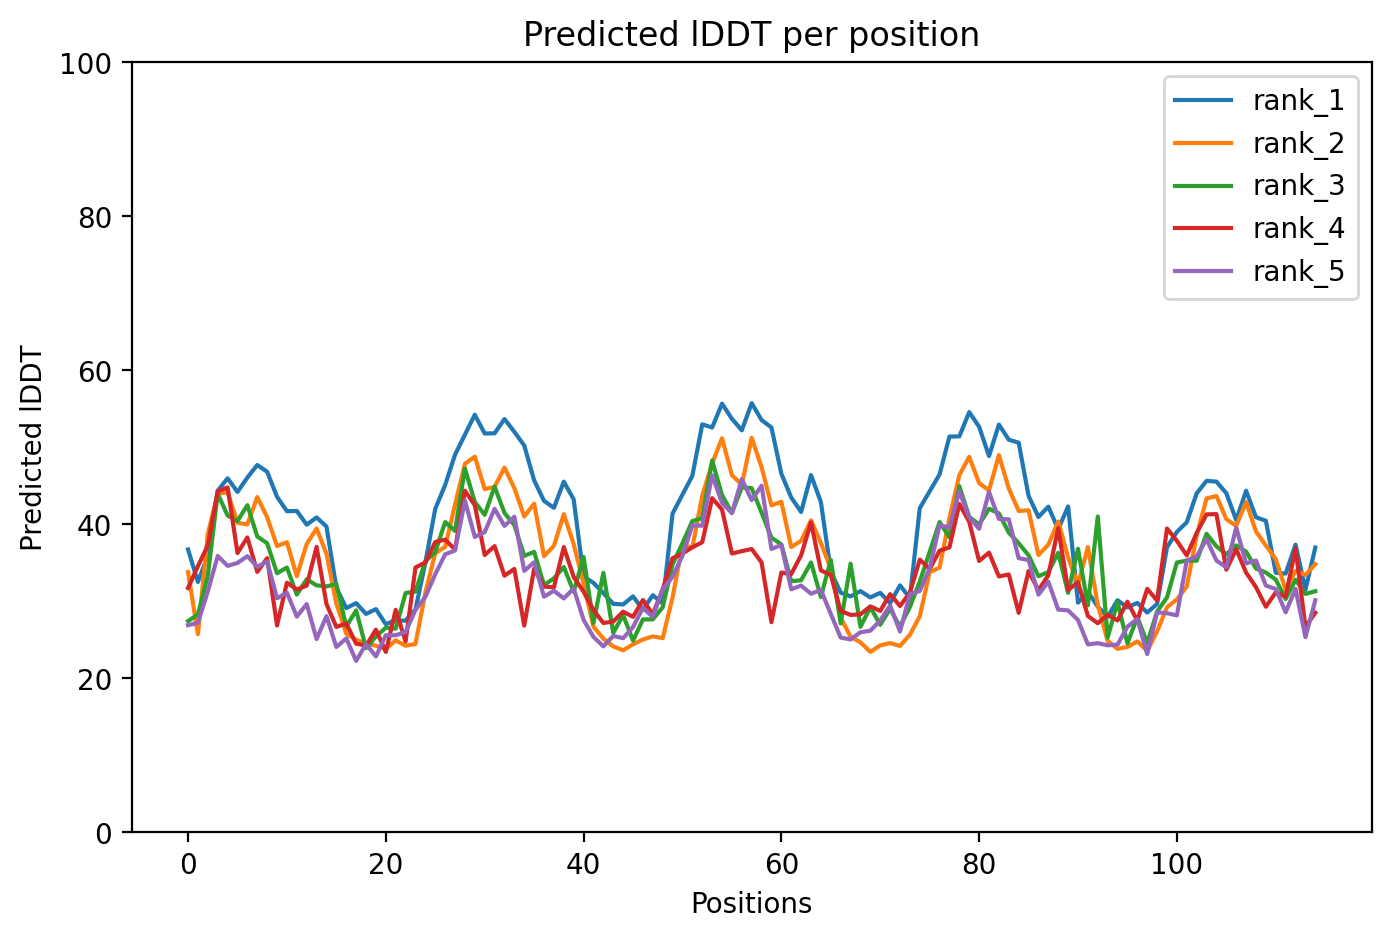 Predicted lDDT per position
100
80
60
40
20
0
Predicted lDDT
0 20 40 60 80 100
Positions
rank_1
rank_2
rank_3
rank_4
rank_5